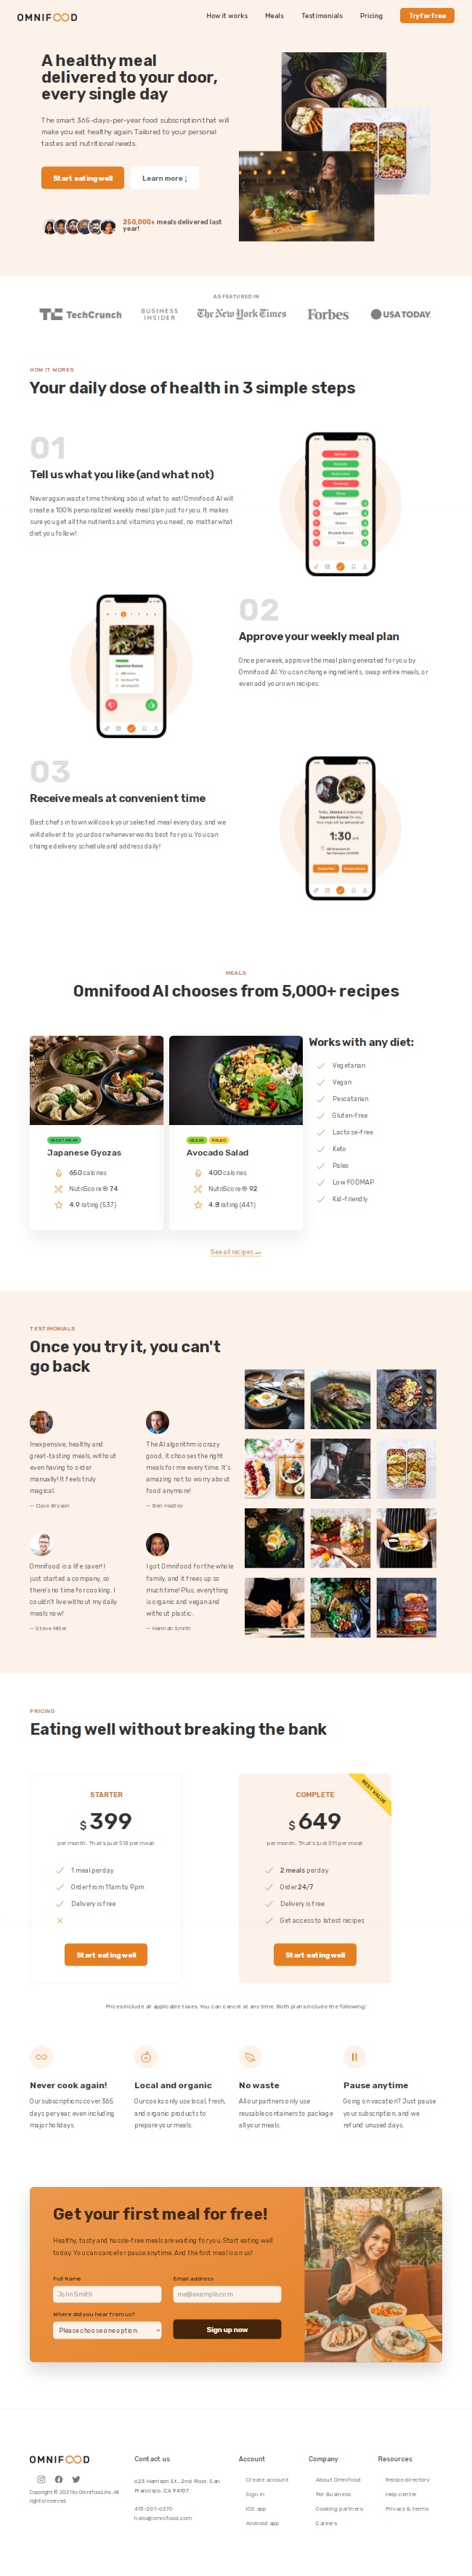 OMNIFOOD
How it works
Meals
Testimonials
Pricing
Try for free
A healthy meal
delivered to your door,
every single day
The smart 365-days-per-year food subscription that will
make you eat healthy again. Tailored to your personal
tastes and nutritional needs.
Start eating well
Learn more ↓
250,000+ meals delivered last
year!
AS FEATURED IN
TechCrunch
BUSINESS
INSIDER
The New York Times
Forbes
USA TODAY
HOW IT WORKS
Your daily dose of health in 3 simple steps
01
Tell us what you like (and what not)
Never again waste time thinking about what to eat! Omnifood AI will
create a 100% personalized weekly meal plan just for you. It makes
sure you get all the nutrients and vitamins you need, no matter what
diet you follow!
02
Approve your weekly meal plan
Once per week, approve the meal plan generated for you by
Omnifood AI. You can change ingredients, swap entire meals, or
even add your own recipes.
03
Receive meals at convenient time
Best chefs in town will cook your selected meal every day, and we
will deliver it to your door whenever works best for you. You can
change delivery schedule and address daily!
1:30
MEALS
Omnifood AI chooses from 5,000+ recipes
VEGETARIAN
Japanese Gyozas
650 calories
NutriScore ® 74
4.9 rating (537)
VEGAN
PALEO
Avocado Salad
400 calories
NutriScore ® 92
4.8 rating (441)
Works with any diet:
Vegetarian
Vegan
Pescatarian
Gluten-free
Lactose-free
Keto
Paleo
Low FODMAP
Kid-friendly
See all recipes →
TESTIMONIALS
Once you try it, you can't
go back
Inexpensive, healthy and
great-tasting meals, without
even having to order
manually! It feels truly
magical.
— Dave Bryson
The AI algorithm is crazy
good, it chooses the right
meals for me every time. It's
amazing not to worry about
food anymore!
— Ben Hadley
Omnifood is a life saver! I
just started a company, so
there's no time for cooking. I
couldn't live without my daily
meals now!
— Steve Miller
I got Omnifood for the whole
family, and it frees up so
much time! Plus, everything
is organic and vegan and
without plastic.
— Hannah Smith
PRICING
Eating well without breaking the bank
STARTER
$ 399
per month. That's just $13 per meal!
1 meal per day
Order from 11am to 9pm
Delivery is free
Start eating well
BEST VALUE
COMPLETE
$ 649
per month. That's just $11 per meal!
2 meals per day
Order 24/7
Delivery is free
Get access to latest recipes
Start eating well
Prices include all applicable taxes. You can cancel at any time. Both plans include the following:
Never cook again!
Our subscriptions cover 365
days per year, even including
major holidays.
Local and organic
Our cooks only use local, fresh,
and organic products to
prepare your meals.
No waste
All our partners only use
reusable containers to package
all your meals.
Pause anytime
Going on vacation? Just pause
your subscription, and we
refund unused days.
Get your first meal for free!
Healthy, tasty and hassle-free meals are waiting for you. Start eating well
today. You can cancel or pause anytime. And the first meal is on us!
Full Name
John Smith
Email address
me@example.com
Where did you hear from us?
Please choose one option:
Sign up now
OMNIFOOD
Copyright © 2021 by Omnifood, Inc. All
rights reserved.
Contact us
623 Harrison St., 2nd Floor, San
Francisco, CA 94107
415-201-6370
hello@omnifood.com
Account
Create account
Sign in
iOS app
Android app
Company
About Omnifood
For Business
Cooking partners
Careers
Resources
Recipe directory
Help center
Privacy & terms